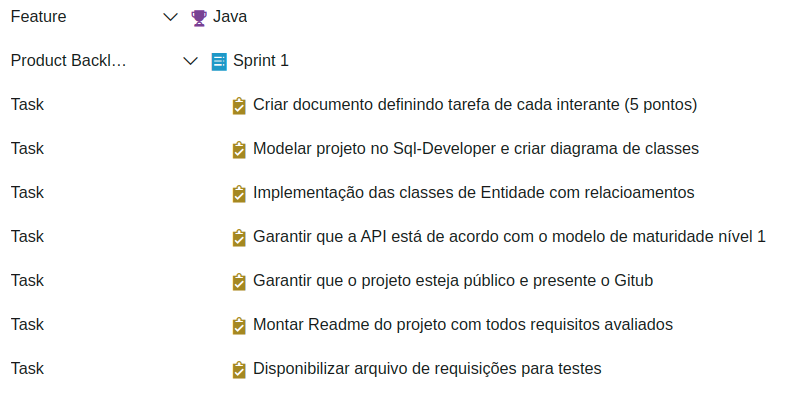 Feature Java
Product Backl... Sprint 1
Task Criar documento definindo tarefa de cada interante (5 pontos)
Task Modelar projeto no Sql-Developer e criar diagrama de classes
Task Implementação das classes de Entidade com relacioamentos
Task Garantir que a API está de acordo com o modelo de maturidade nível 1
Task Garantir que o projeto esteja público e presente o Gitub
Task Montar Readme do projeto com todos requisitos avaliados
Task Disponibilizar arquivo de requisições para testes